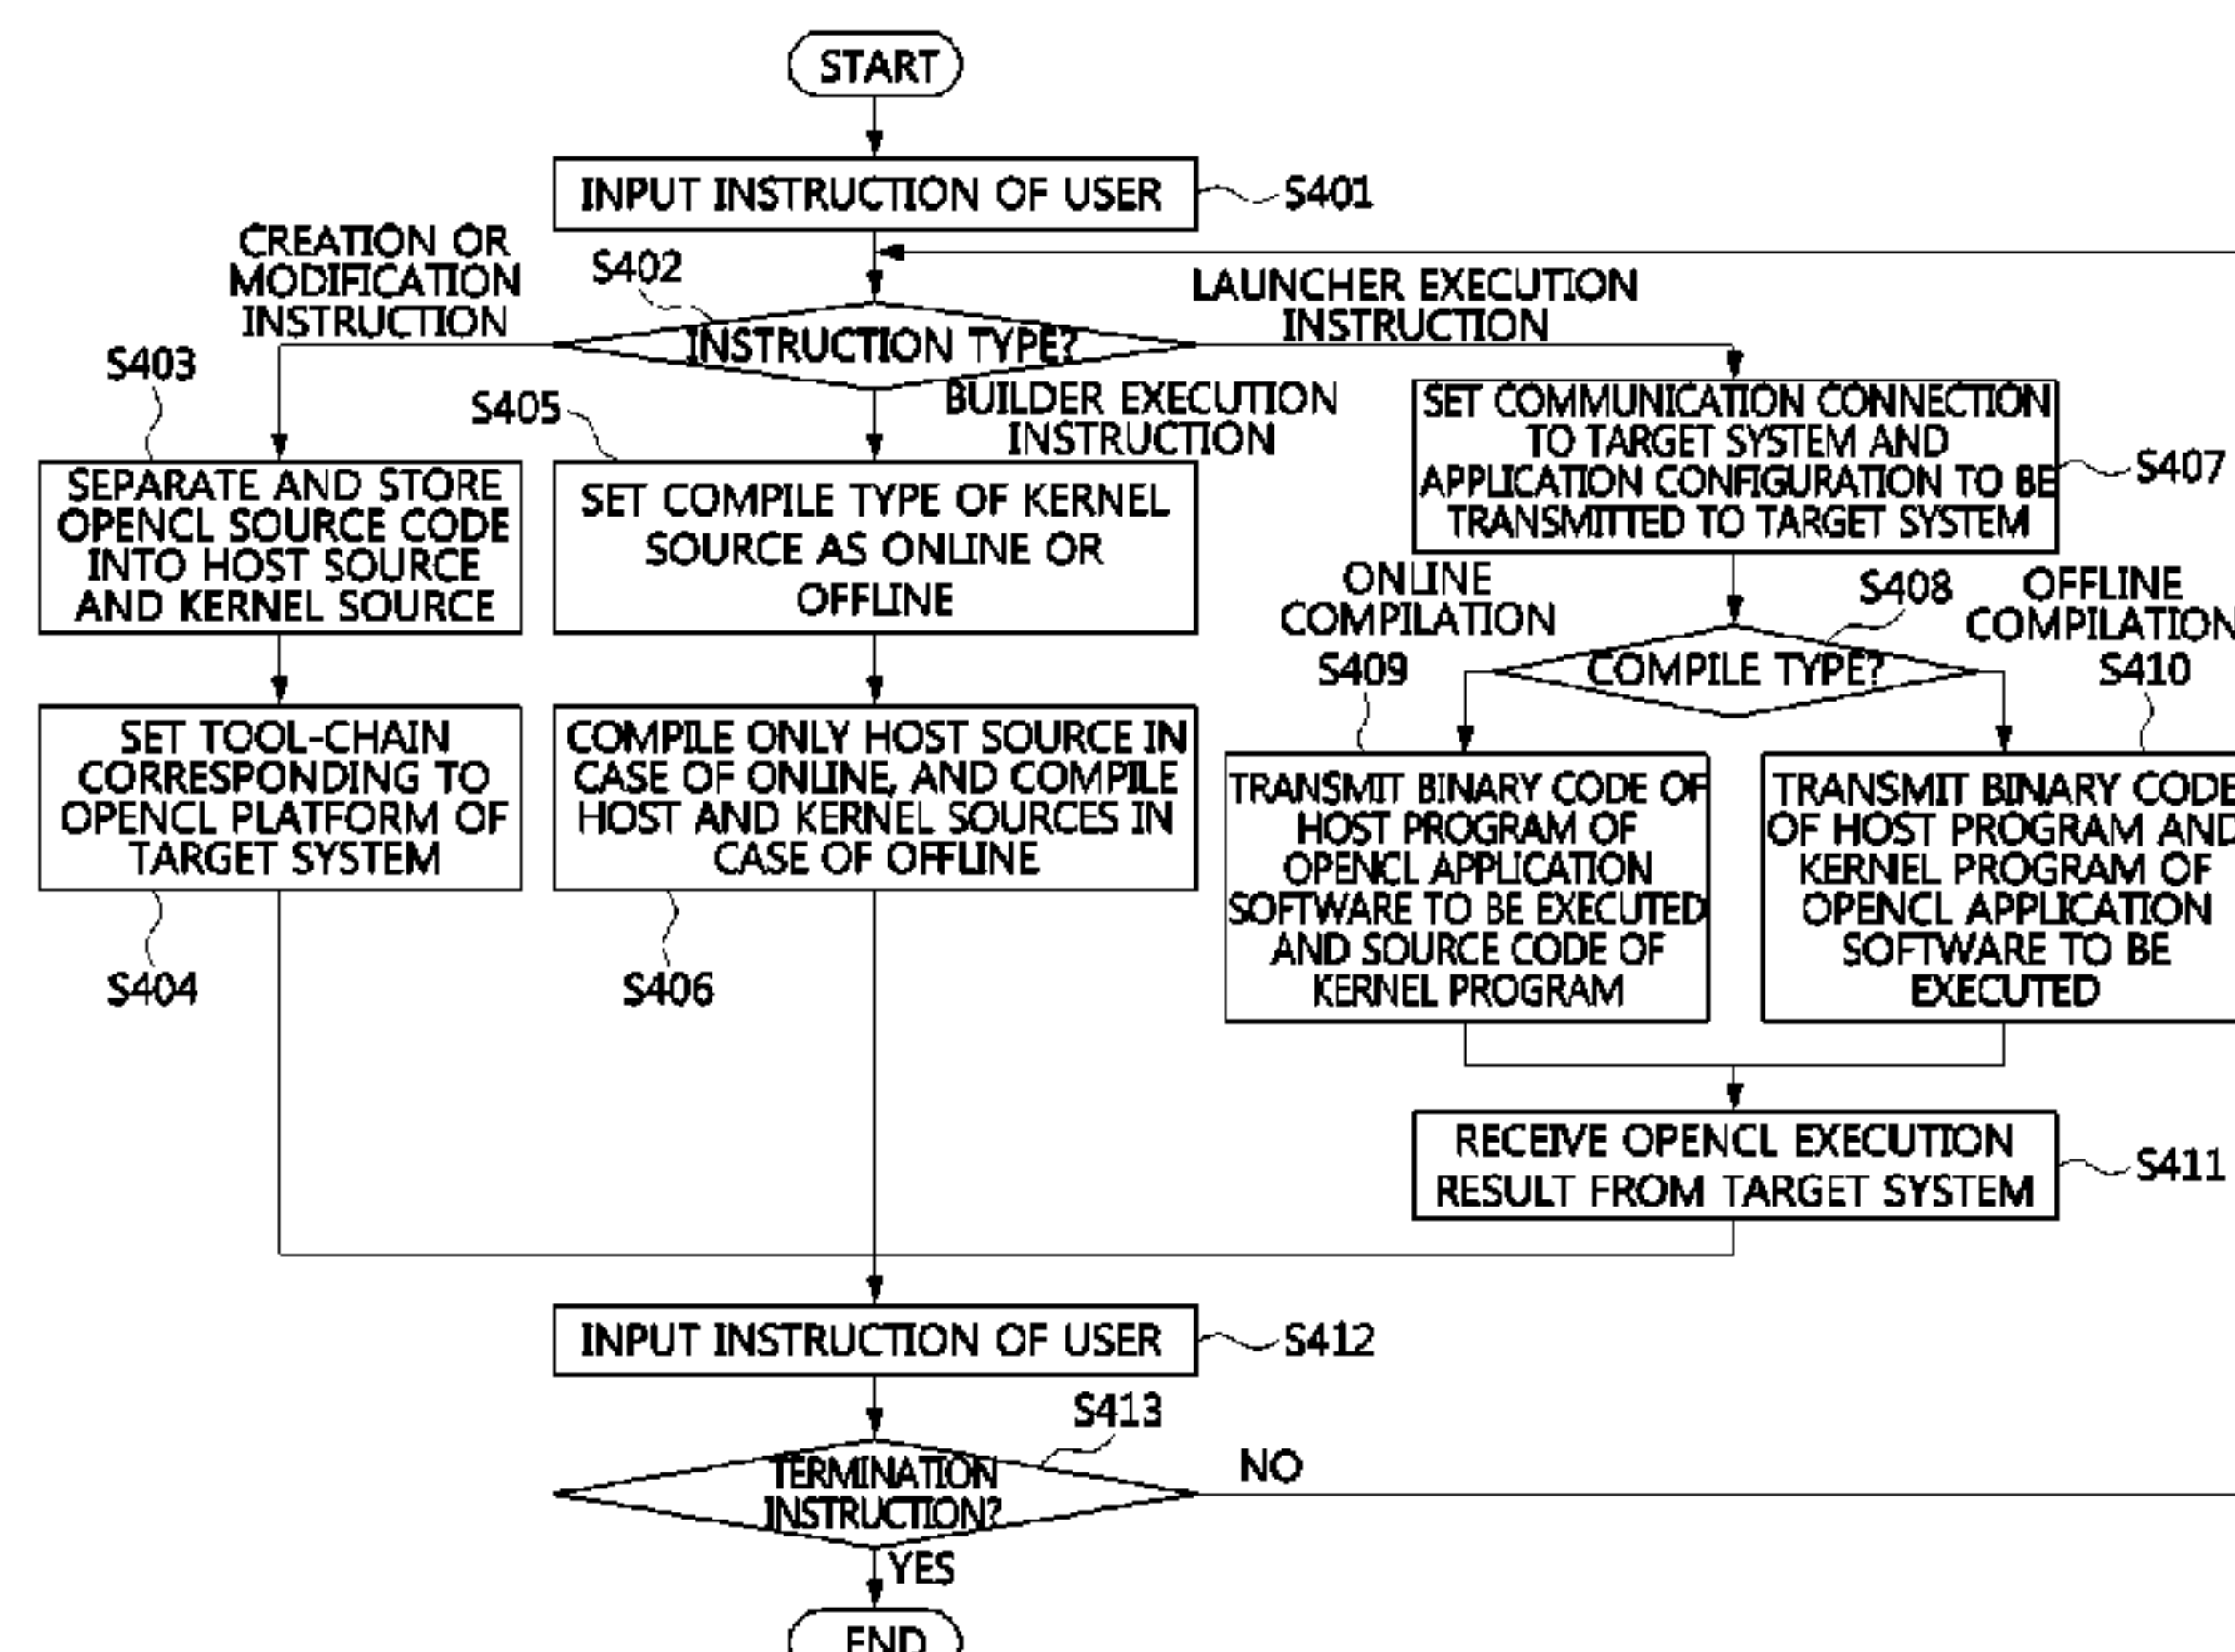 START
INPUT INSTRUCTION OF USER
S401
CREATION OR
MODIFICATION
INSTRUCTION
S402
LAUNCHER EXECUTION
INSTRUCTION
INSTRUCTION TYPE?
S403
S405
BUILDER EXECUTION
INSTRUCTION
SEPARATE AND STORE
OPENCL SOURCE CODE
INTO HOST SOURCE
AND KERNEL SOURCE
SET COMPILE TYPE OF KERNEL
SOURCE AS ONLINE OR
OFFLINE
SET COMMUNICATION CONNECTION
TO TARGET SYSTEM AND
APPLICATION CONFIGURATION TO BE
TRANSMITTED TO TARGET SYSTEM
S407
ONLINE
COMPILATION
S408
OFFLINE
COMPILATION
COMPILE TYPE?
S409
S410
SET TOOL-CHAIN
CORRESPONDING TO
OPENCL PLATFORM OF
TARGET SYSTEM
COMPILE ONLY HOST SOURCE IN
CASE OF ONLINE, AND COMPILE
HOST AND KERNEL SOURCES IN
CASE OF OFFLINE
TRANSMIT BINARY CODE OF
HOST PROGRAM OF
OPENCL APPLICATION
SOFTWARE TO BE EXECUTED
AND SOURCE CODE OF
KERNEL PROGRAM
TRANSMIT BINARY CODE
OF HOST PROGRAM AND
KERNEL PROGRAM OF
OPENCL APPLICATION
SOFTWARE TO BE
EXECUTED
S404
S406
RECEIVE OPENCL EXECUTION
RESULT FROM TARGET SYSTEM
S411
INPUT INSTRUCTION OF USER
S412
S413
TERMINATION
INSTRUCTION?
NO
YES
END